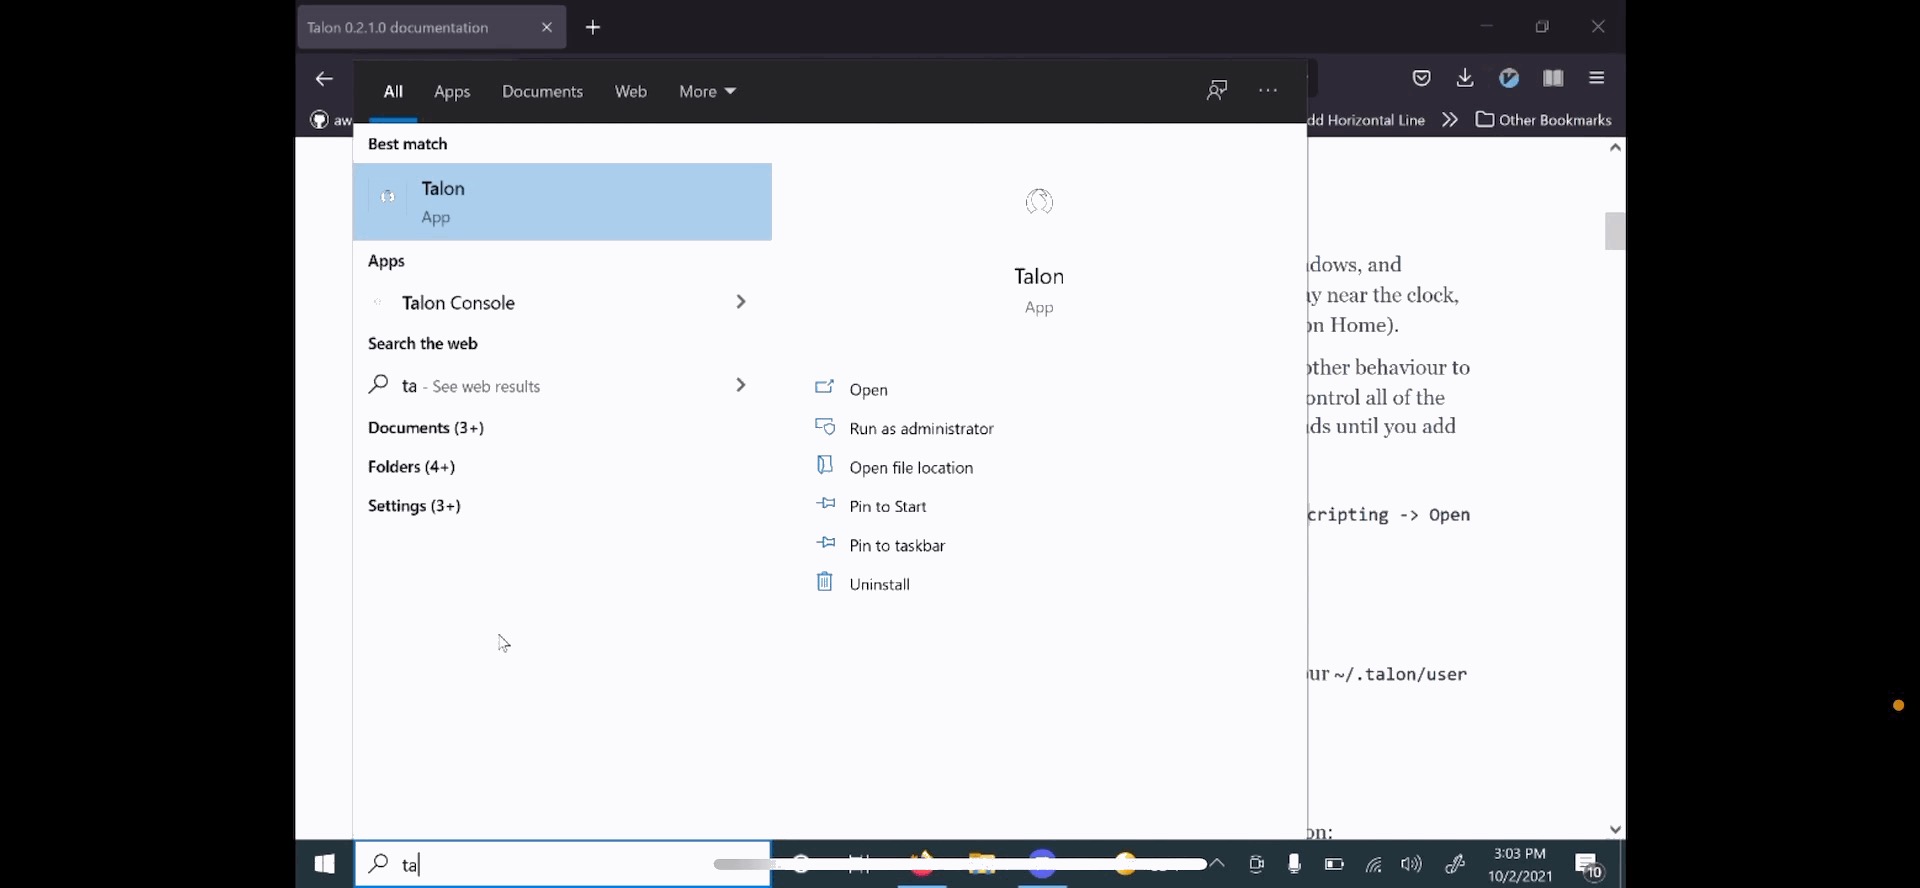 Talon 0.2.1.0 documentation
All Apps Documents Web More
aw
dd Horizontal Line
Other Bookmarks
Best match
Talon
App
Apps
Talon Console
Search the web
ta - See web results
Documents (3+)
Folders (4+)
Settings (3+)
Talon
App
Open
Run as administrator
Open file location
Pin to Start
Pin to taskbar
Uninstall
dows, and
y near the clock,
on Home).
other behaviour to
ontrol all of the
ds until you add
cripting -> Open
ur ~/.talon/user
on:
ta
3:03 PM
10/2/2021
10